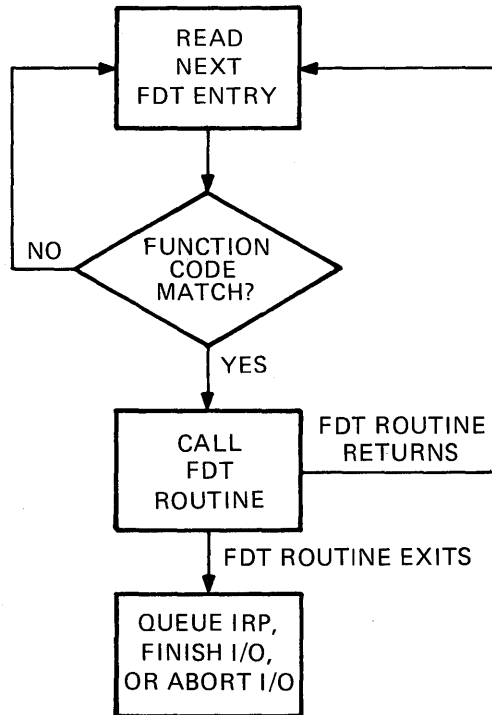 READ
NEXT
FDT ENTRY
NO
FUNCTION
CODE
MATCH?
YES
CALL
FDT
ROUTINE
FDT ROUTINE
RETURNS
FDT ROUTINE EXITS
QUEUE IRP,
FINISH I/O,
OR ABORT I/O